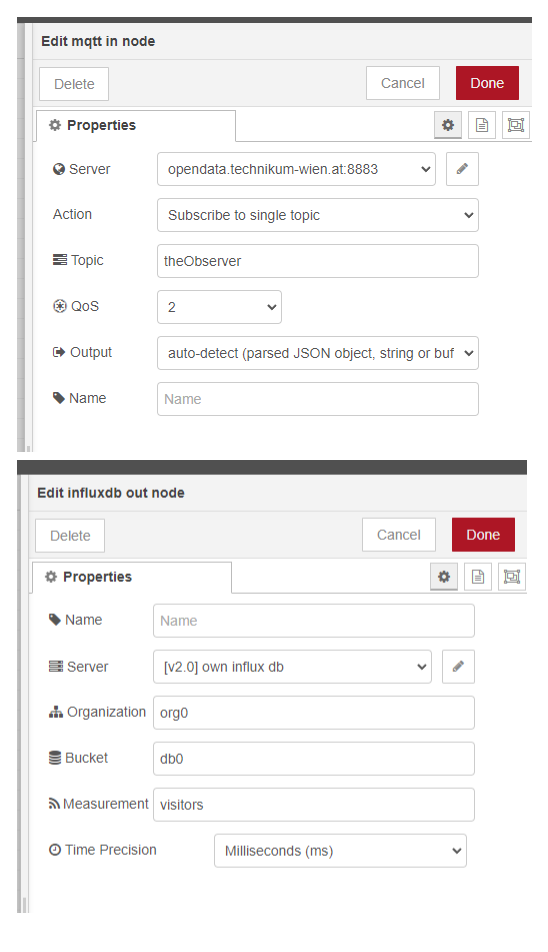 Edit mqtt in node
Delete
Cancel
Done
Properties
Server
opendata.technikum-wien.at:8883
Action
Subscribe to single topic
Topic
theObserver
QoS
2
Output
auto-detect (parsed JSON object, string or buf
Name
Name
Edit influxdb out node
Delete
Cancel
Done
Properties
Name
Name
Server
[v2.0] own influx db
Organization
org0
Bucket
db0
Measurement
visitors
Time Precision
Milliseconds (ms)